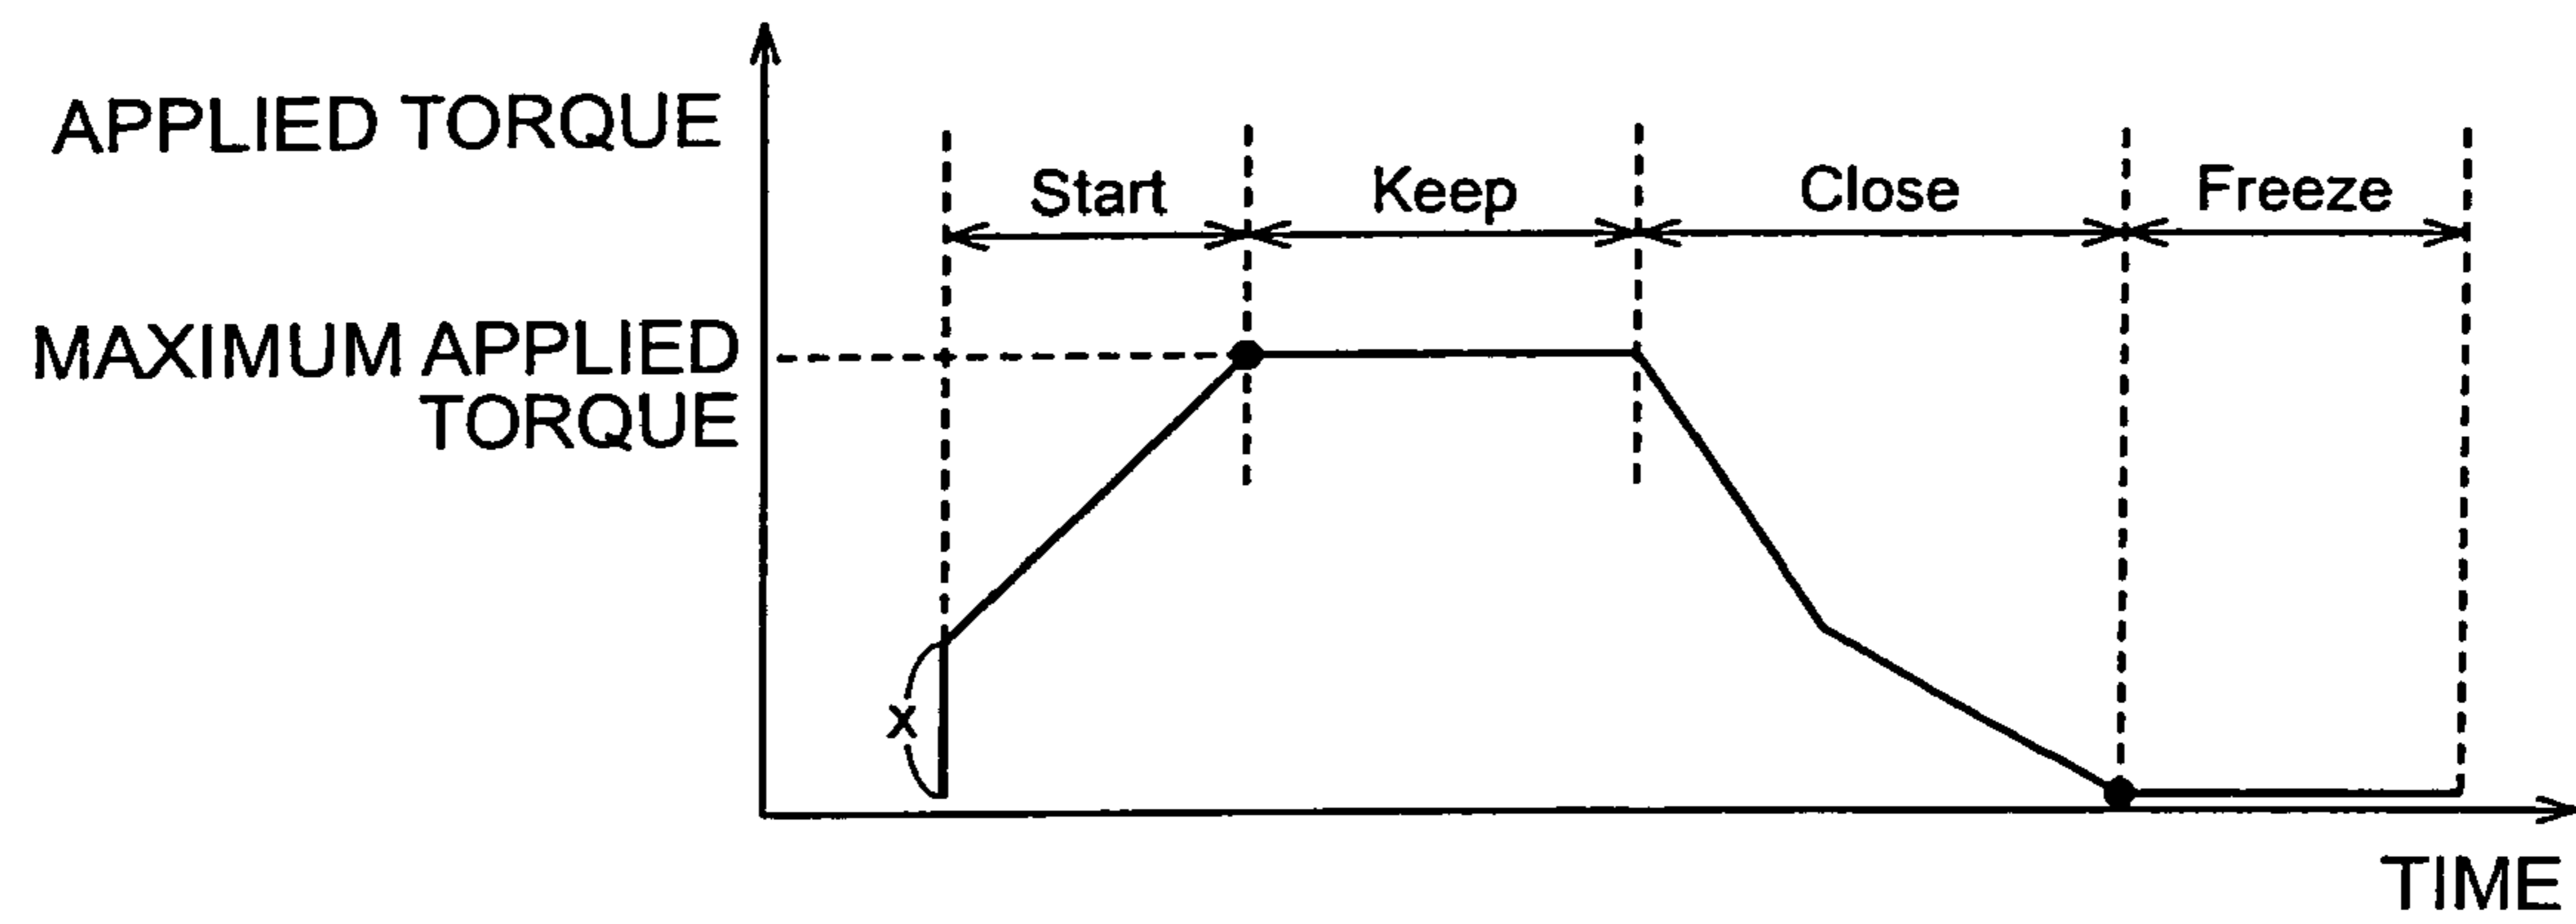 APPLIED TORQUE
Start
Keep
Close
Freeze
MAXIMUM APPLIED
TORQUE
x
TIME